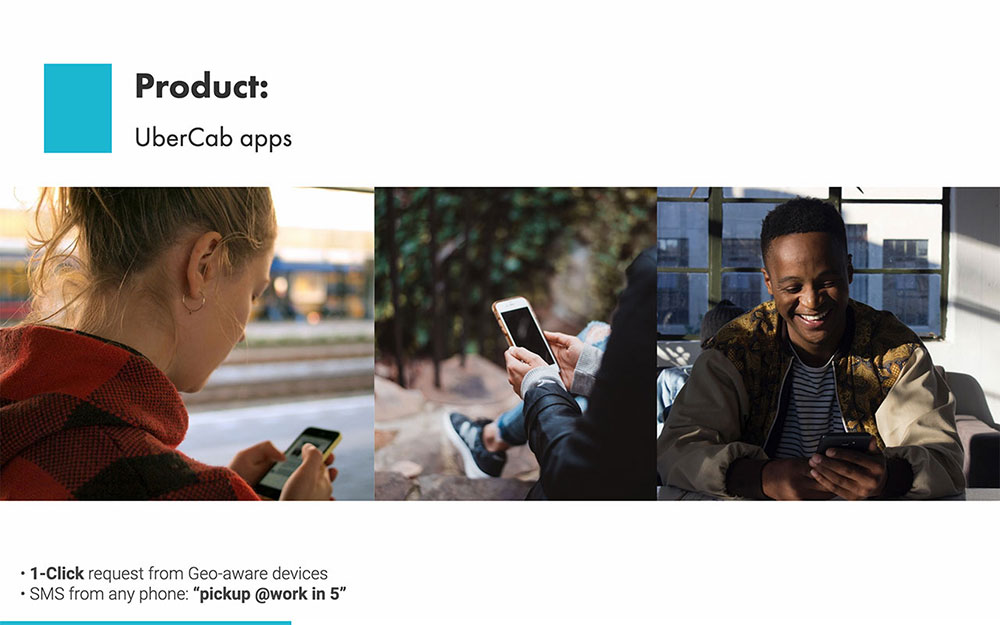 Product:
UberCab apps
• 1-Click request from Geo-aware devices
• SMS from any phone: “pickup @work in 5”